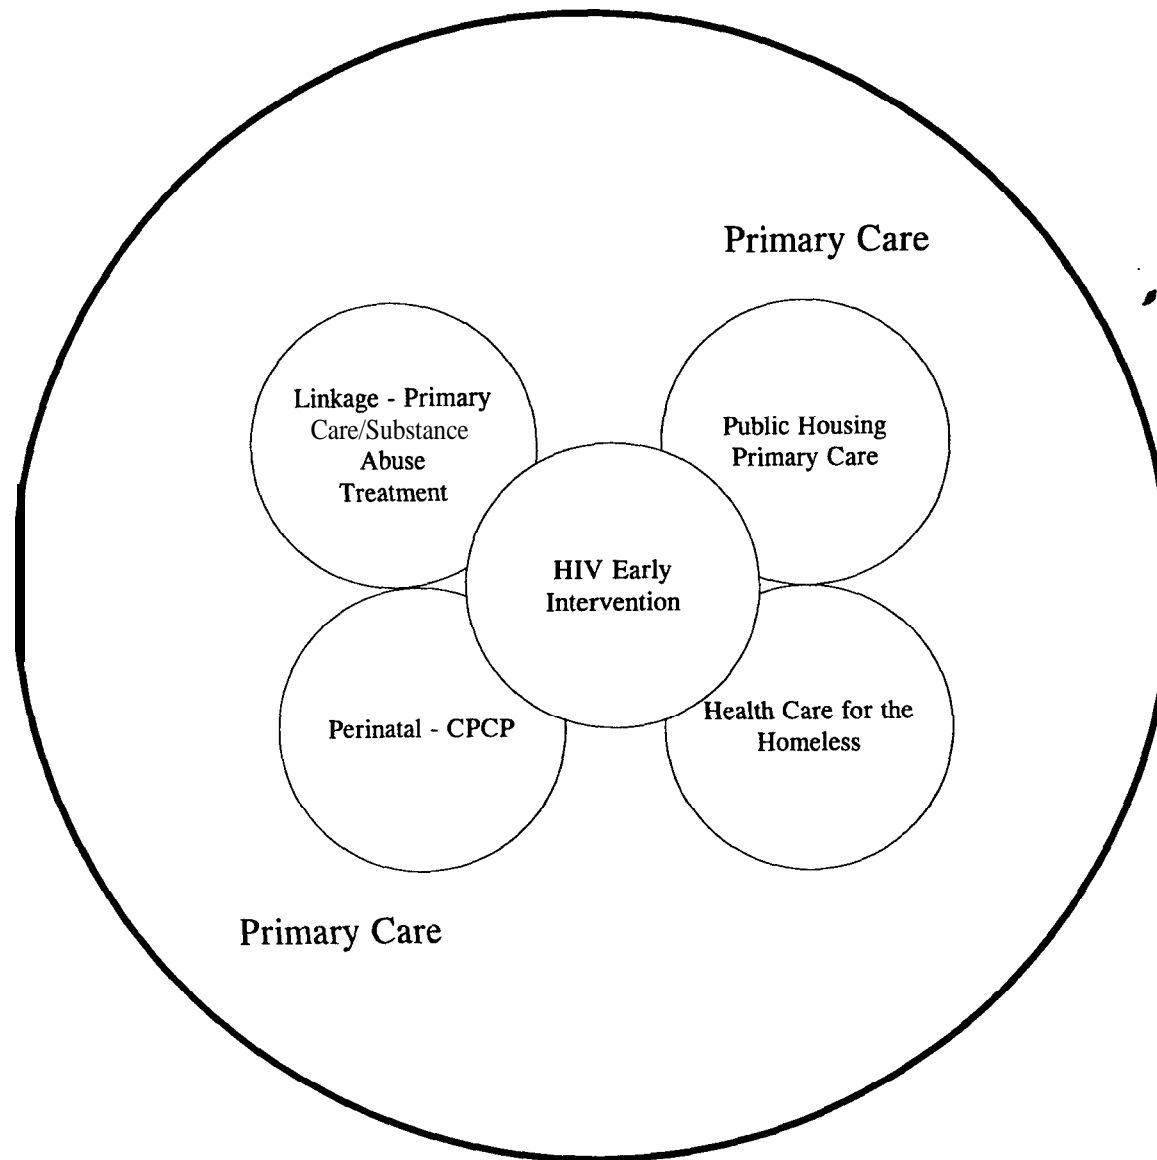 Primary Care
Linkage - Primary
Care/Substance
Abuse
Treatment
Public Housing
Primary Care
HIV Early
Intervention
Perinatal - CPCP
Health Care for the
Homeless
Primary Care